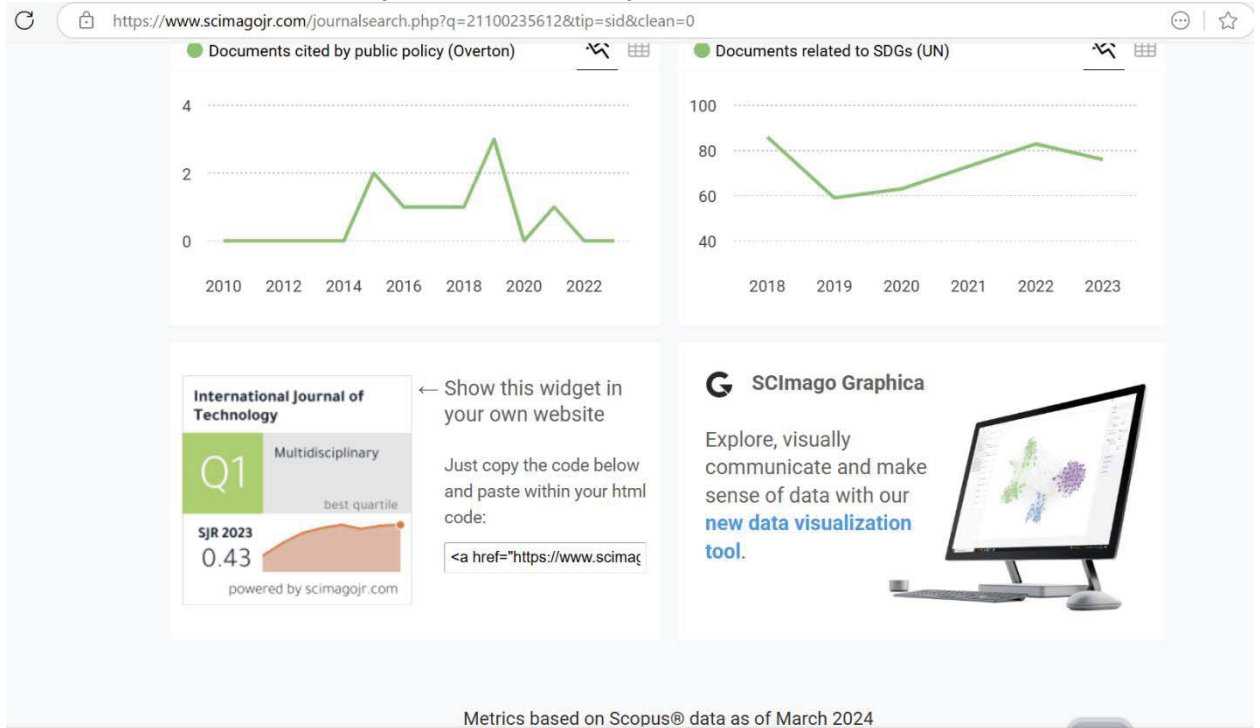 https://www.scimagojr.com/journalsearch.php?q=21100235612&tip=sid&clean=0
Documents cited by public policy (Overton)
4
2
0
2010 2012 2014 2016 2018 2020 2022
Documents related to SDGs (UN)
100
80
60
40
2018 2019 2020 2021 2022 2023
International Journal of
Technology
Q1
Multidisciplinary
best quartile
SJR 2023
0.43
powered by scimagojr.com
← Show this widget in
your own website
Just copy the code below
and paste within your html
code:
<a href="https://www.scimag
SCImago Graphica
Explore, visually
communicate and make
sense of data with our
new data visualization
tool.
Metrics based on Scopus® data as of March 2024